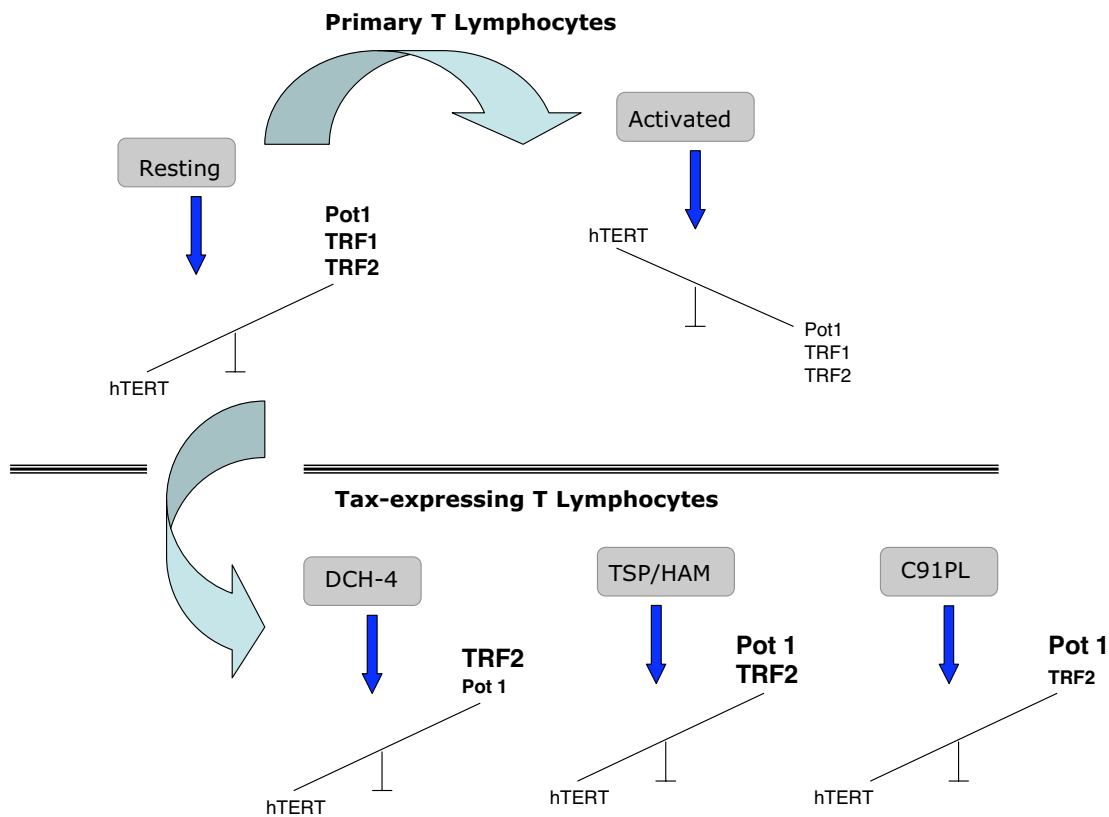 Primary T Lymphocytes
Resting
Activated
Pot1
TRF1
TRF2
hTERT
hTERT
Pot1
TRF1
TRF2
Tax-expressing T Lymphocytes
DCH-4
TSP/HAM
C91PL
TRF2
Pot 1
hTERT
Pot 1
TRF2
hTERT
Pot 1
TRF2
hTERT